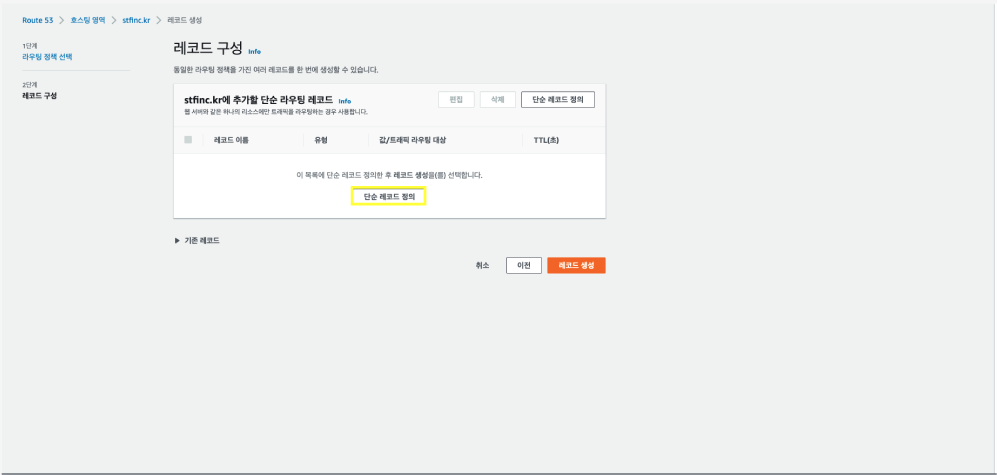 Route 53 > 호스팅 영역 > stfinc.kr > 레코드 생성
1단계
라우팅 정책 선택
2단계
레코드 구성
레코드 구성 Info
동일한 라우팅 정책을 가진 여러 레코드를 한 번에 생성할 수 있습니다.
stfinc.kr에 추가할 단순 라우팅 레코드 Info
웹 서버와 같은 하나의 리소스에만 트래픽을 라우팅하는 경우 사용합니다.
편집 삭제 단순 레코드 정의
레코드 이름 유형 값/트래픽 라우팅 대상 TTL(초)
이 목록에 단순 레코드 정의한 후 레코드 생성을(를) 선택합니다.
단순 레코드 정의
▶ 기존 레코드
취소 이전 레코드 생성